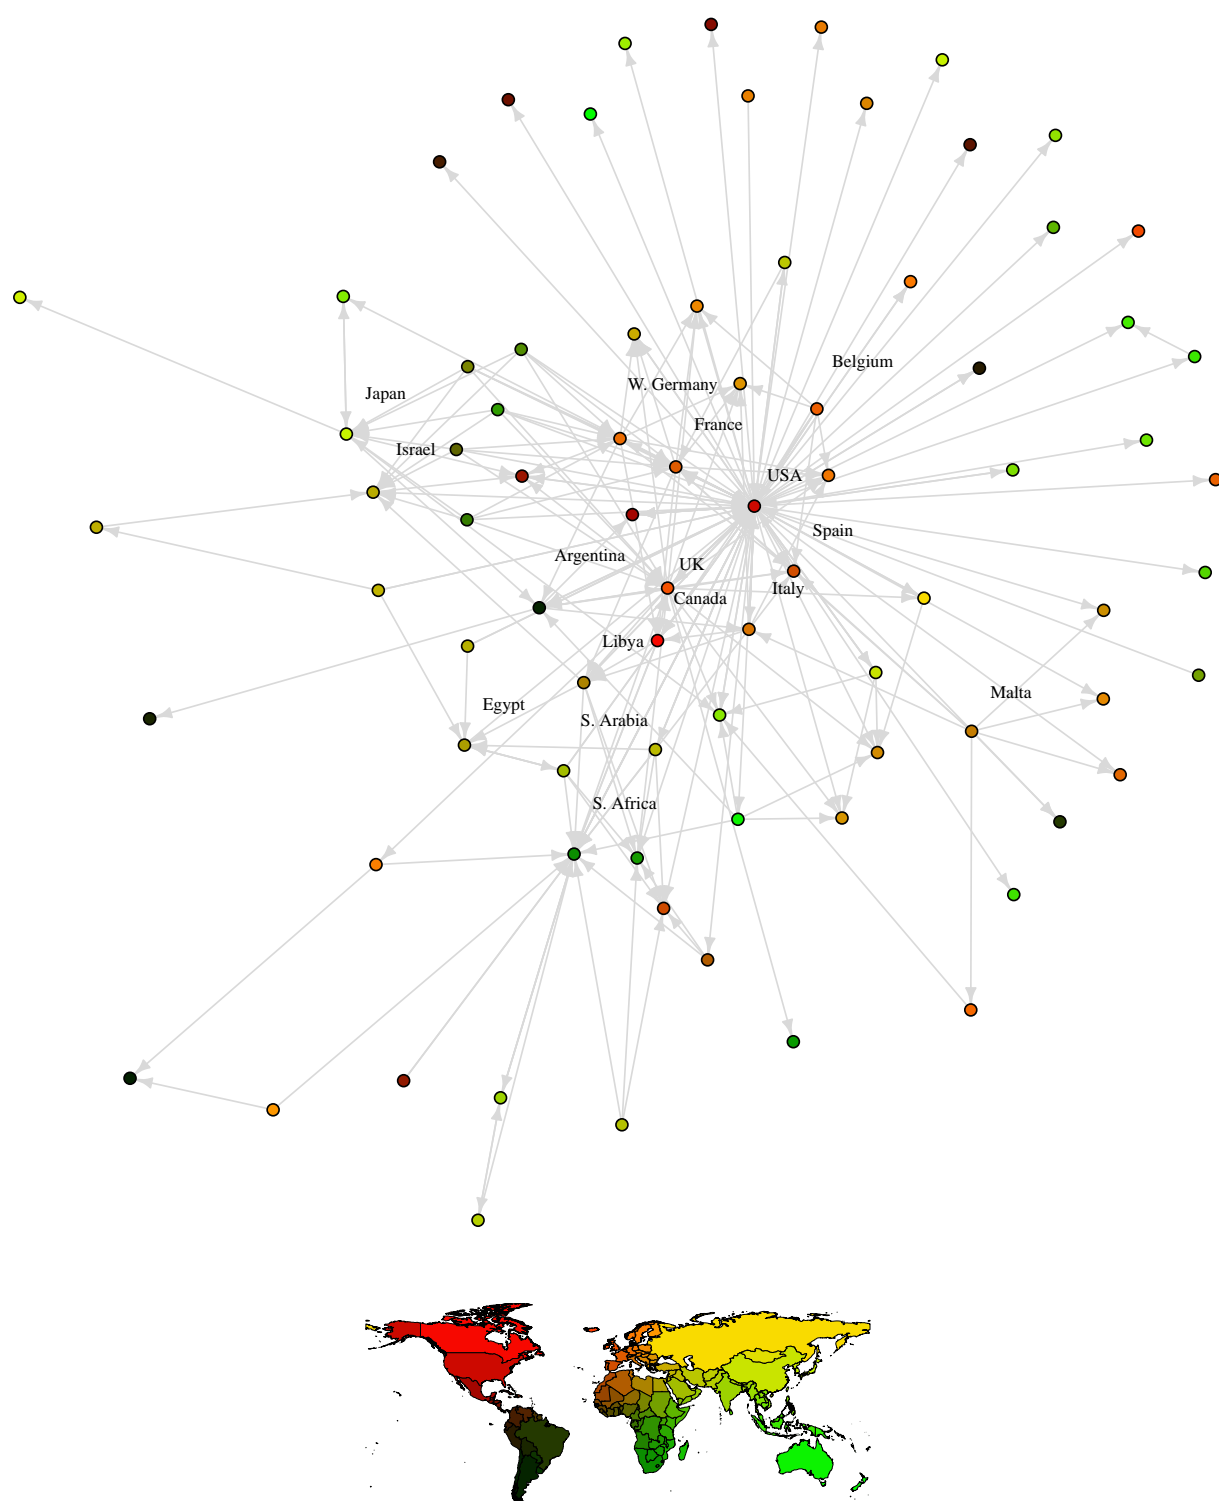 Belgium
W. Germany
Japan
France
Israel
USA
Spain
Argentina
UK
Italy
Canada
Libya
Malta
Egypt
S. Arabia
S. Africa